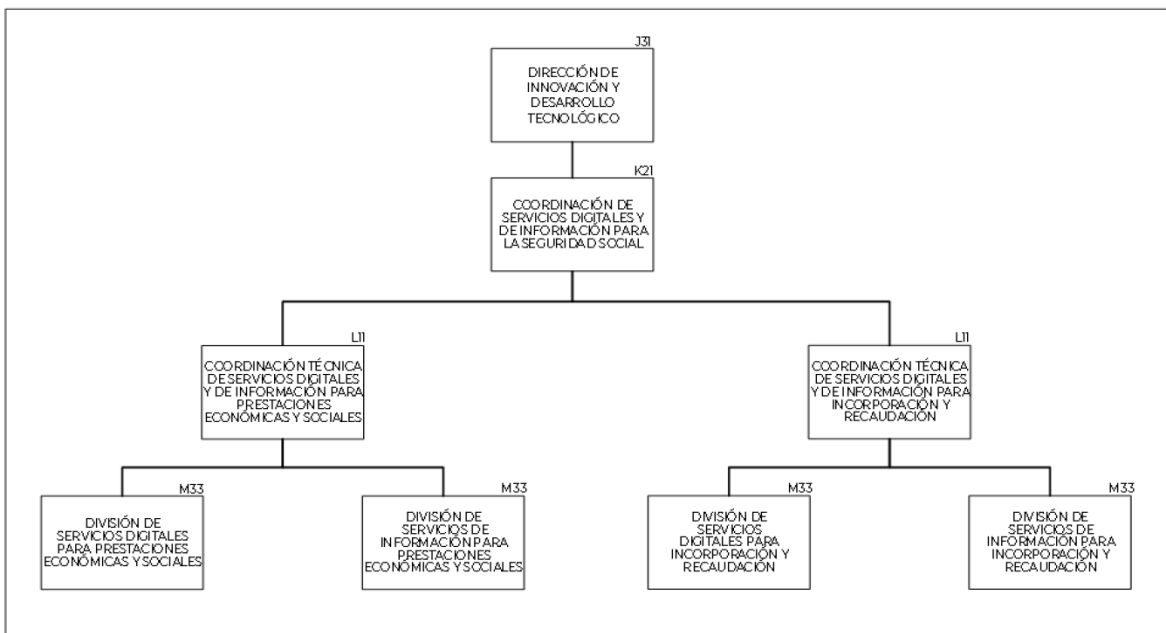 J31
DIRECCIÓN DE
INNOVACIÓN Y
DESARROLLO
TECNOLÓGICO
K21
COORDINACIÓN DE
SERVICIOS DIGITALES Y
DE INFORMACIÓN PARA
LA SEGURIDAD SOCIAL
L11
COORDINACIÓN TÉCNICA
DE SERVICIOS DIGITALES
Y DE INFORMACIÓN PARA
PRESTACIONES
ECONÓMICAS Y SOCIALES
L11
COORDINACIÓN TÉCNICA
DE SERVICIOS DIGITALES
Y DE INFORMACIÓN PARA
INCORPORACIÓN Y
RECAUDACIÓN
M33
DIVISIÓN DE
SERVICIOS DIGITALES
PARA PRESTACIONES
ECONÓMICAS Y SOCIALES
M33
DIVISIÓN DE
SERVICIOS DE
INFORMACIÓN PARA
PRESTACIONES
ECONÓMICAS Y SOCIALES
M33
DIVISIÓN DE
SERVICIOS
DIGITALES PARA
INCORPORACIÓN Y
RECAUDACIÓN
M33
DIVISIÓN DE
SERVICIOS DE
INFORMACIÓN PARA
INCORPORACIÓN Y
RECAUDACIÓN